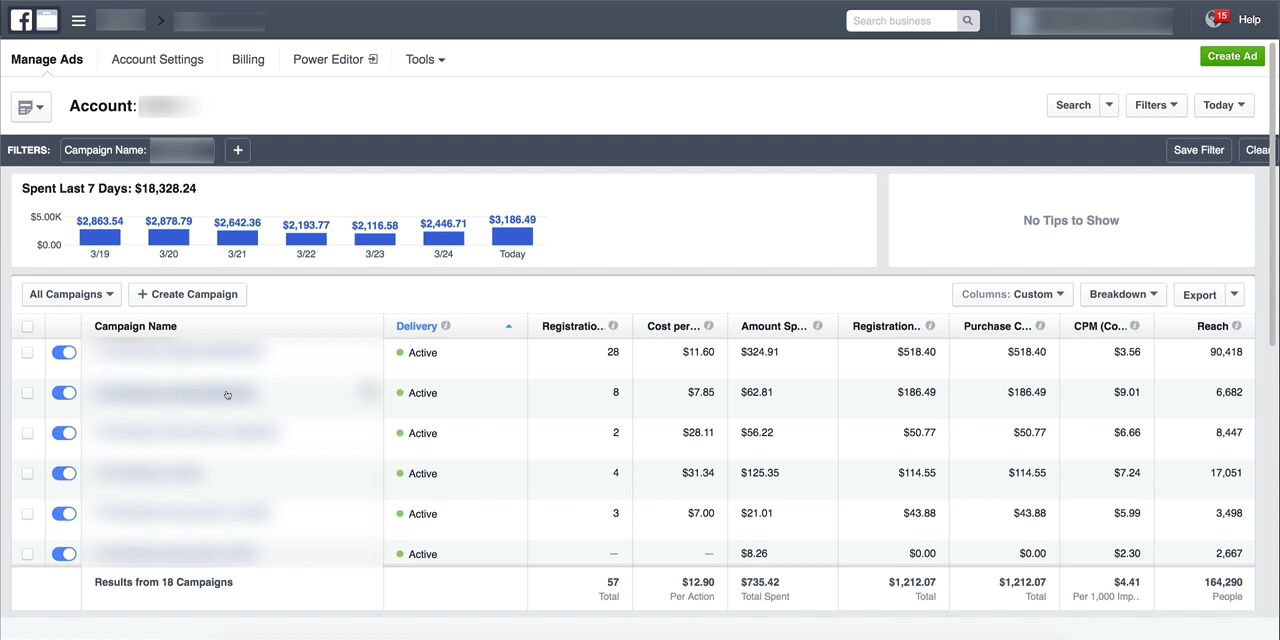 f
15 Help
Search business
Manage Ads Account Settings Billing Power Editor Tools
Create Ad
Account:
Search Filters Today
FILTERS: Campaign Name: + Save Filter Clear
Spent Last 7 Days: $18,328.24
$5.00K $2,863.54 $2,878.79 $2,642.36 $2,193.77 $2,116.58 $2,446.71 $3,186.49
$0.00
3/19 3/20 3/21 3/22 3/23 3/24 Today
No Tips to Show
All Campaigns + Create Campaign Columns: Custom Breakdown Export
Campaign Name Delivery Registratio... Cost per... Amount Sp... Registration... Purchase C... CPM (Co... Reach
Active 28 $11.60 $324.91 $518.40 $518.40 $3.56 90,418
Active 8 $7.85 $62.81 $186.49 $186.49 $9.01 6,682
Active 2 $28.11 $56.22 $50.77 $50.77 $6.66 8,447
Active 4 $31.34 $125.35 $114.55 $114.55 $7.24 17,051
Active 3 $7.00 $21.01 $43.88 $43.88 $5.99 3,498
Active — — $8.26 $0.00 $0.00 $2.30 2,667
Results from 18 Campaigns 57 $12.90 $735.42 $1,212.07 $1,212.07 $4.41 164,290
Total Per Action Total Spent Total Total Per 1,000 Imp.. People